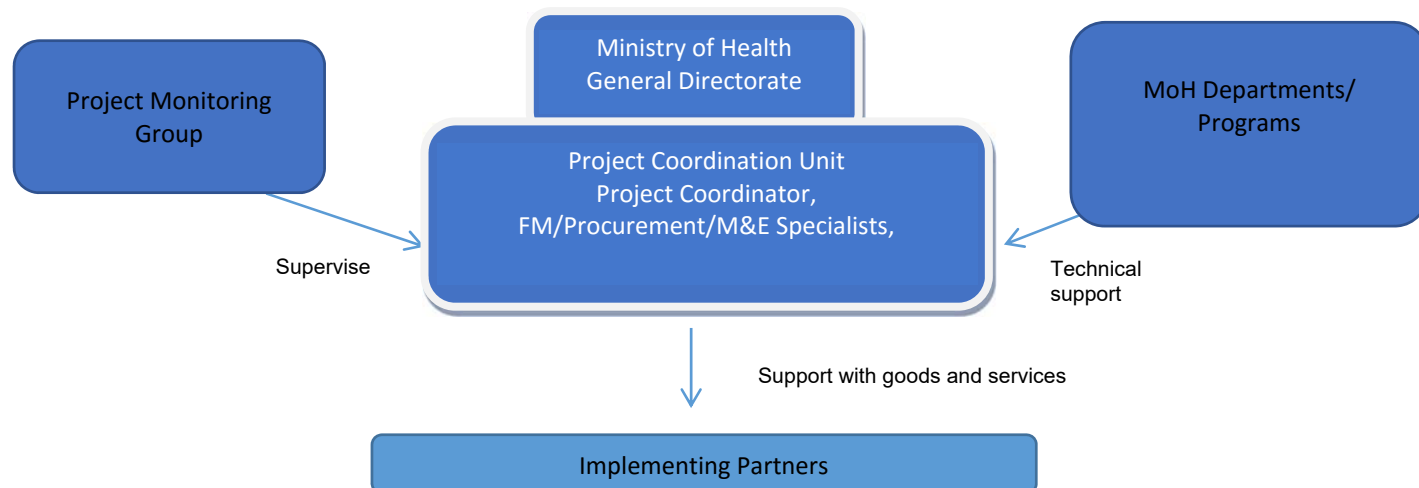 Ministry of Health
General Directorate
Project Monitoring
Group
MoH Departments/
Programs
Project Coordination Unit
Project Coordinator,
FM/Procurement/M&E Specialists,
Supervise
Technical
support
Support with goods and services
Implementing Partners